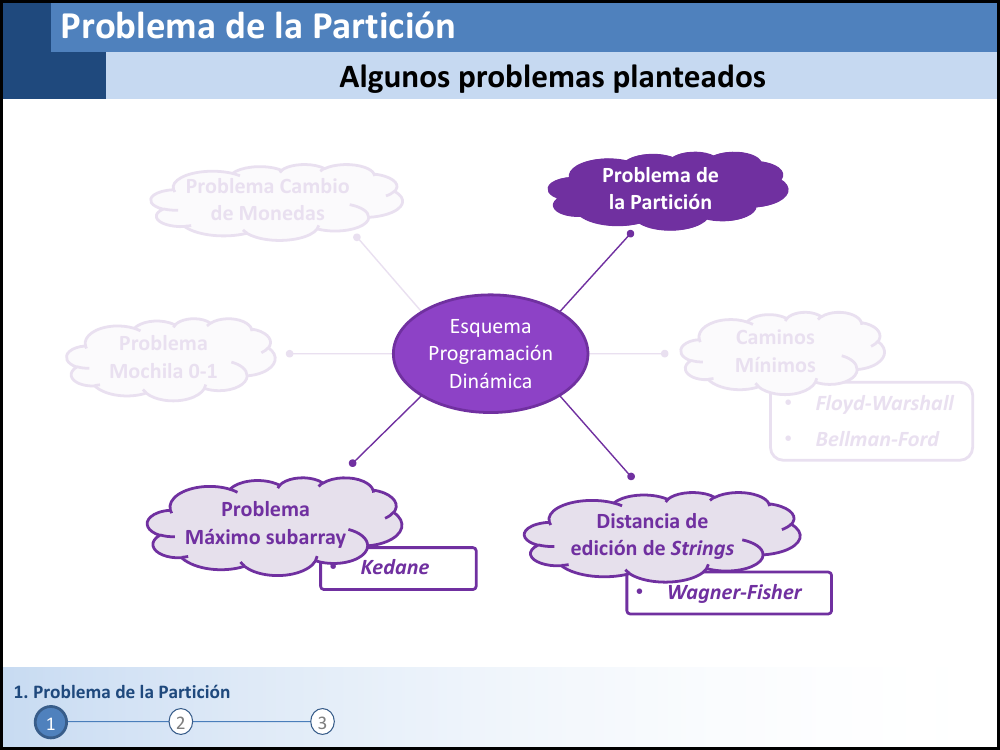 Problema de la Partición
Algunos problemas planteados
Problema Cambio
de Monedas
Problema de
la Partición
Problema
Mochila 0-1
Esquema
Programación
Dinámica
Caminos
Mínimos
• Floyd-Warshall
• Bellman-Ford
Problema
Máximo subarray
• Kedane
Distancia de
edición de Strings
• Wagner-Fisher
1. Problema de la Partición
1 2 3